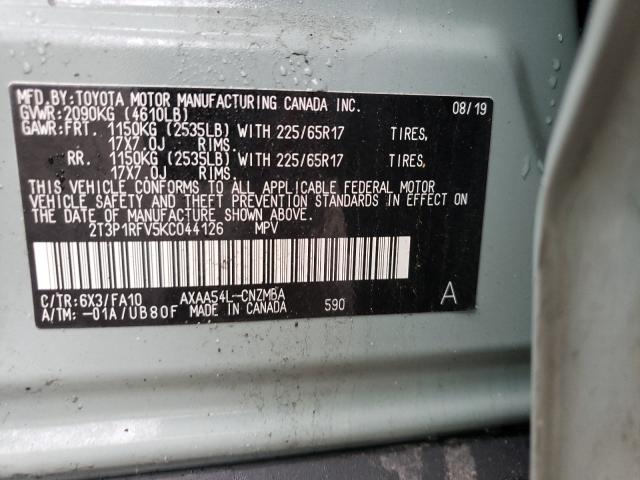 MFD.BY:TOYOTA MOTOR MANUFACTURING CANADA INC. 08/19
GVWR:2090KG (4610LB)
GAWR:FRT. 1150KG (2535LB) WITH 225/65R17 TIRES,
17X7.0J RIMS.
RR. 1150KG (2535LB) WITH 225/65R17 TIRES,
17X7.0J RIMS.
THIS VEHICLE CONFORMS TO ALL APPLICABLE FEDERAL MOTOR
VEHICLE SAFETY AND THEFT PREVENTION STANDARDS IN EFFECT ON
THE DATE OF MANUFACTURE SHOWN ABOVE.
2T3P1RFV5KC044126 MPV
C/TR:6X3/FA10 AXAA54L-CNZMBA 590 A
A/TM:-01A/UB80F MADE IN CANADA